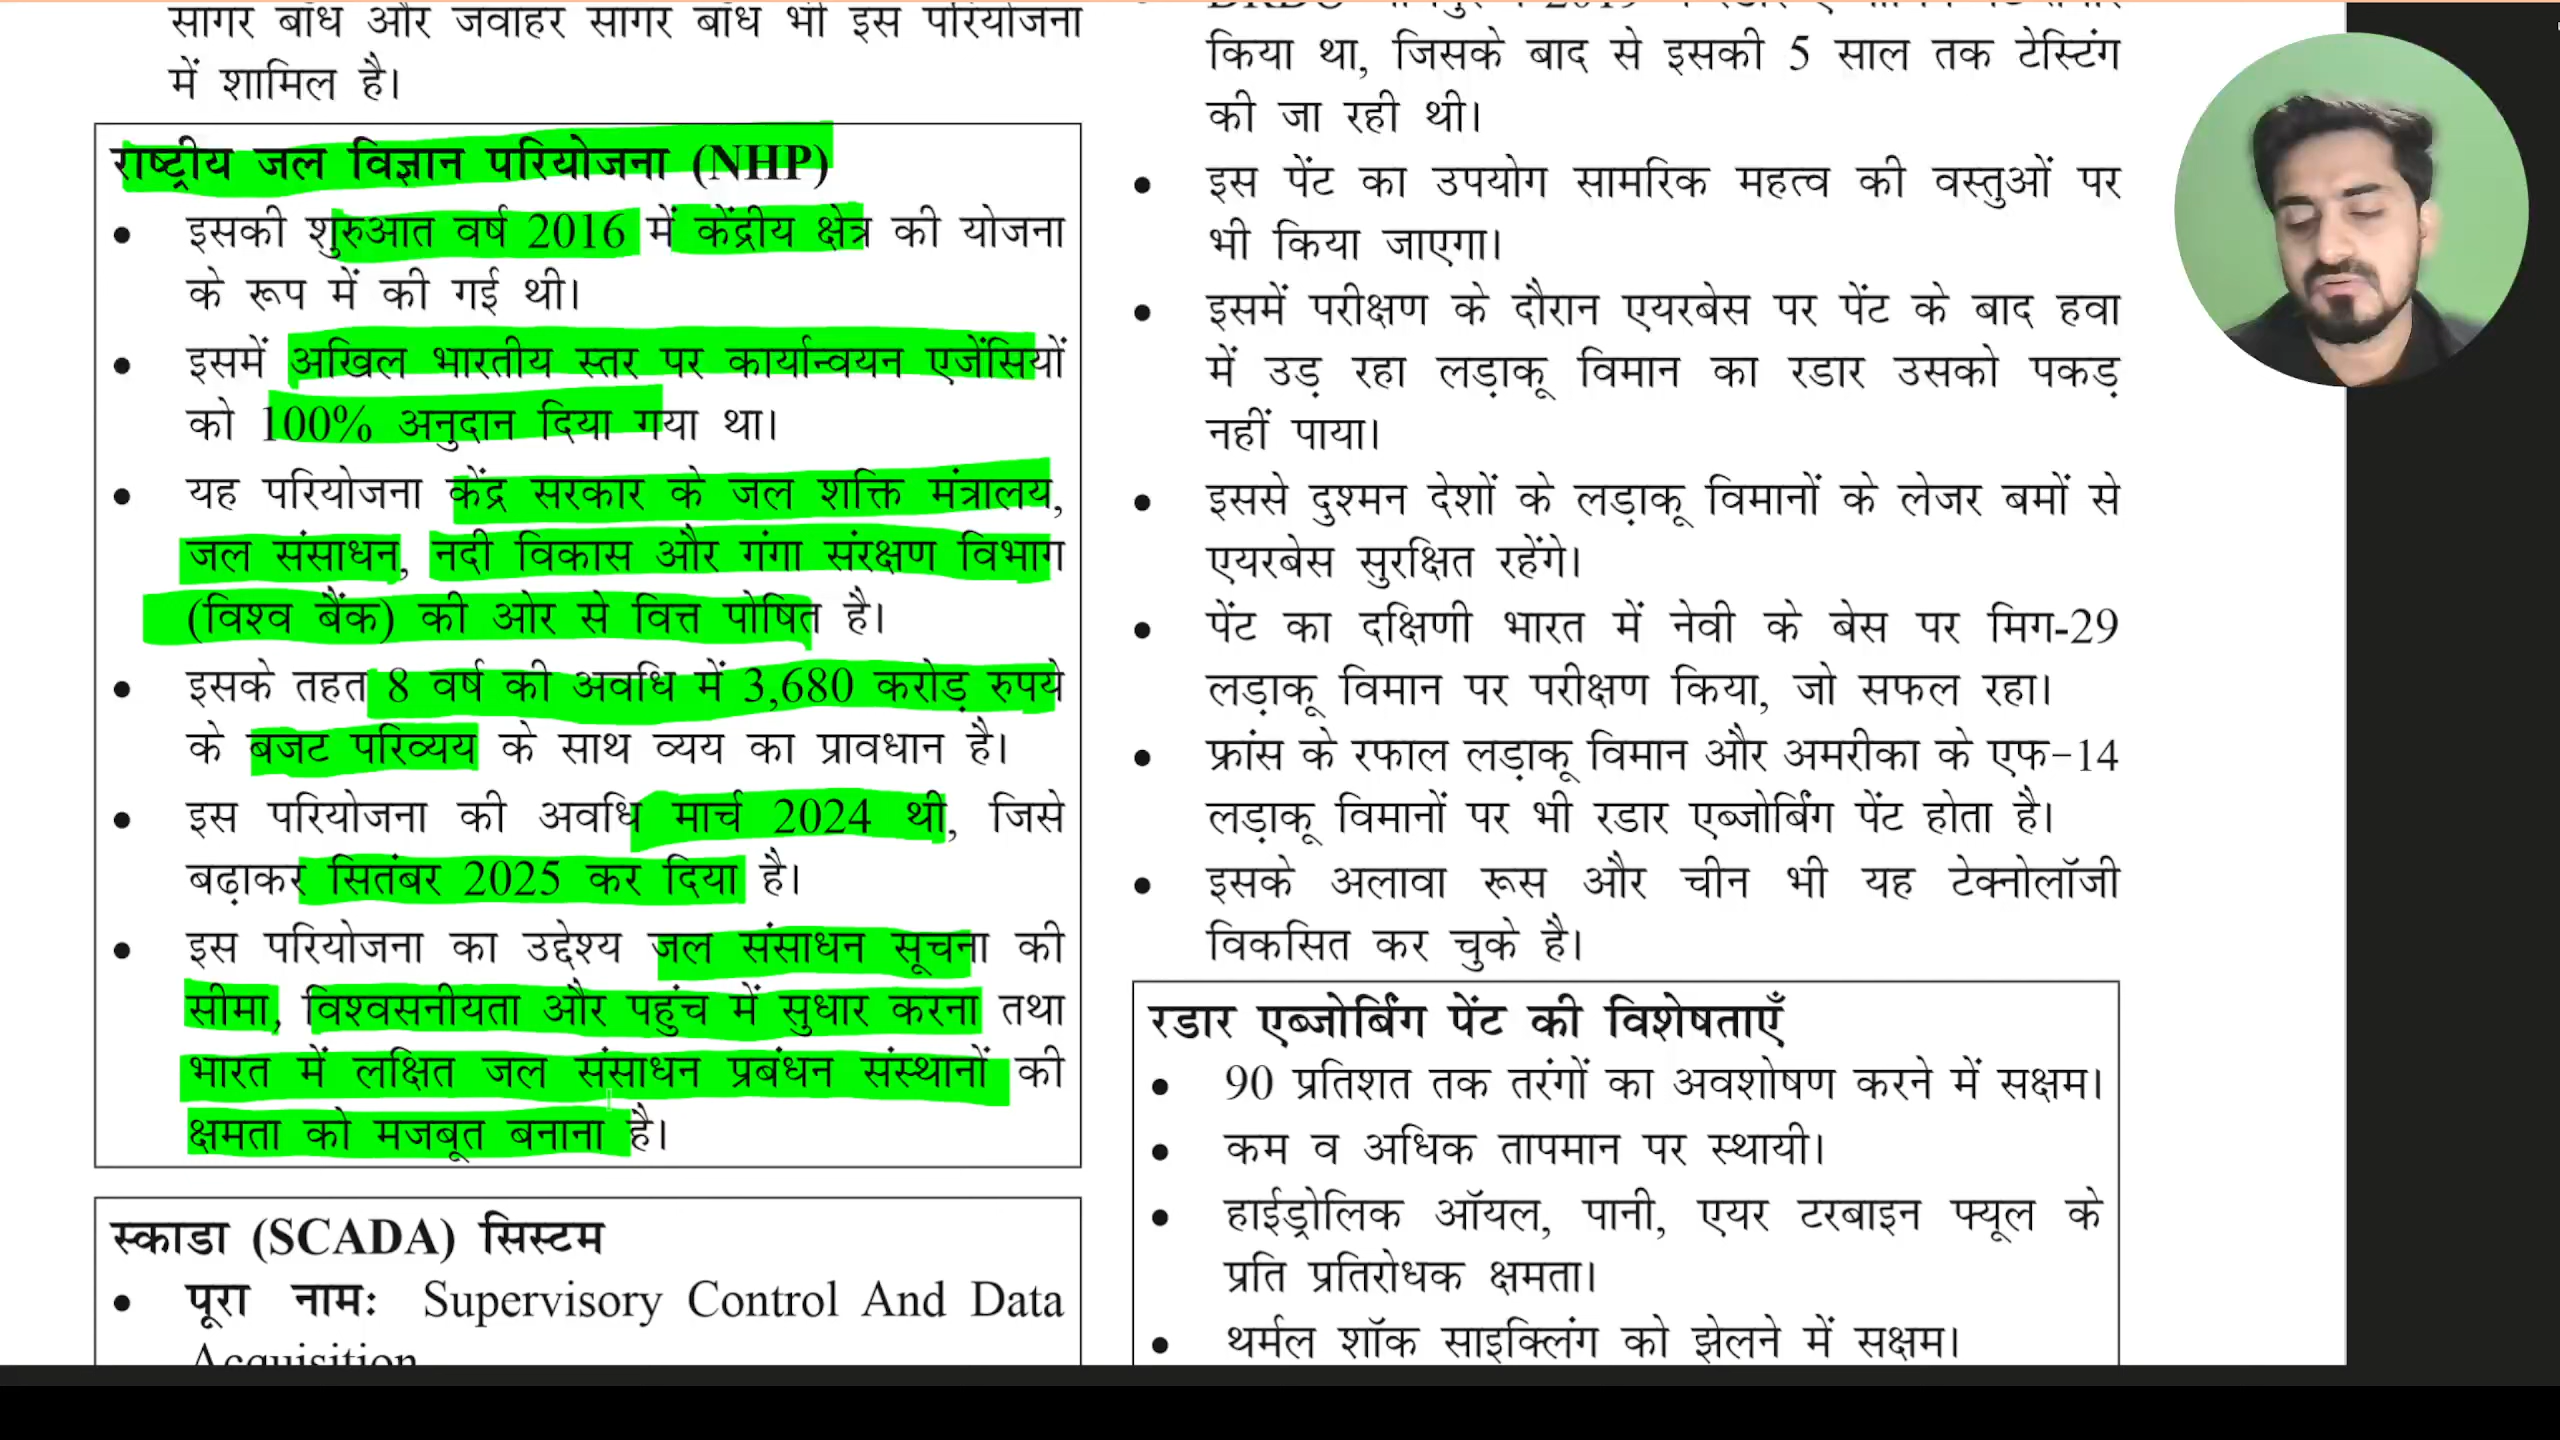 सागर बाँध और जवाहर सागर बाँध भी इस परियोजना
में शामिल है।
राष्ट्रीय जल विज्ञान परियोजना (NHP)
• इसकी शुरुआत वर्ष 2016 में केंद्रीय क्षेत्र की योजना
के रूप में की गई थी।
• इसमें अखिल भारतीय स्तर पर कार्यान्वयन एजेंसियों
को 100% अनुदान दिया गया था।
• यह परियोजना केंद्र सरकार के जल शक्ति मंत्रालय,
जल संसाधन, नदी विकास और गंगा संरक्षण विभाग
(विश्व बैंक) की ओर से वित्त पोषित है।
• इसके तहत 8 वर्ष की अवधि में 3,680 करोड़ रुपये
के बजट परिव्यय के साथ व्यय का प्रावधान है।
• इस परियोजना की अवधि मार्च 2024 थी, जिसे
बढ़ाकर सितंबर 2025 कर दिया है।
• इस परियोजना का उद्देश्य जल संसाधन सूचना की
सीमा, विश्वसनीयता और पहुंच में सुधार करना तथा
भारत में लक्षित जल संसाधन प्रबंधन संस्थानों की
क्षमता को मजबूत बनाना है।
स्काडा (SCADA) सिस्टम
• पूरा नामः Supervisory Control And Data
Acquisition
किया था, जिसके बाद से इसकी 5 साल तक टेस्टिंग
की जा रही थी।
• इस पेंट का उपयोग सामरिक महत्व की वस्तुओं पर
भी किया जाएगा।
• इसमें परीक्षण के दौरान एयरबेस पर पेंट के बाद हवा
में उड़ रहा लड़ाकू विमान का रडार उसको पकड़
नहीं पाया।
• इससे दुश्मन देशों के लड़ाकू विमानों के लेजर बमों से
एयरबेस सुरक्षित रहेंगे।
• पेंट का दक्षिणी भारत में नेवी के बेस पर मिग-29
लड़ाकू विमान पर परीक्षण किया, जो सफल रहा।
• फ्रांस के रफाल लड़ाकू विमान और अमरीका के एफ-14
लड़ाकू विमानों पर भी रडार एब्जोर्बिंग पेंट होता है।
• इसके अलावा रूस और चीन भी यह टेक्नोलॉजी
विकसित कर चुके है।
रडार एब्जोर्बिंग पेंट की विशेषताएँ
• 90 प्रतिशत तक तरंगों का अवशोषण करने में सक्षम।
• कम व अधिक तापमान पर स्थायी।
• हाईड्रोलिक ऑयल, पानी, एयर टरबाइन फ्यूल के
प्रति प्रतिरोधक क्षमता।
• थर्मल शॉक साइक्लिंग को झेलने में सक्षम।